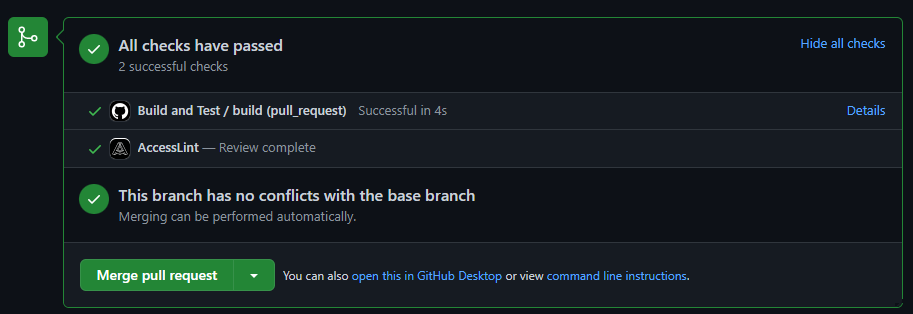 All checks have passed
Hide all checks
2 successful checks
Build and Test / build (pull_request) Successful in 4s
Details
AccessLint — Review complete
This branch has no conflicts with the base branch
Merging can be performed automatically.
Merge pull request
You can also open this in GitHub Desktop or view command line instructions.